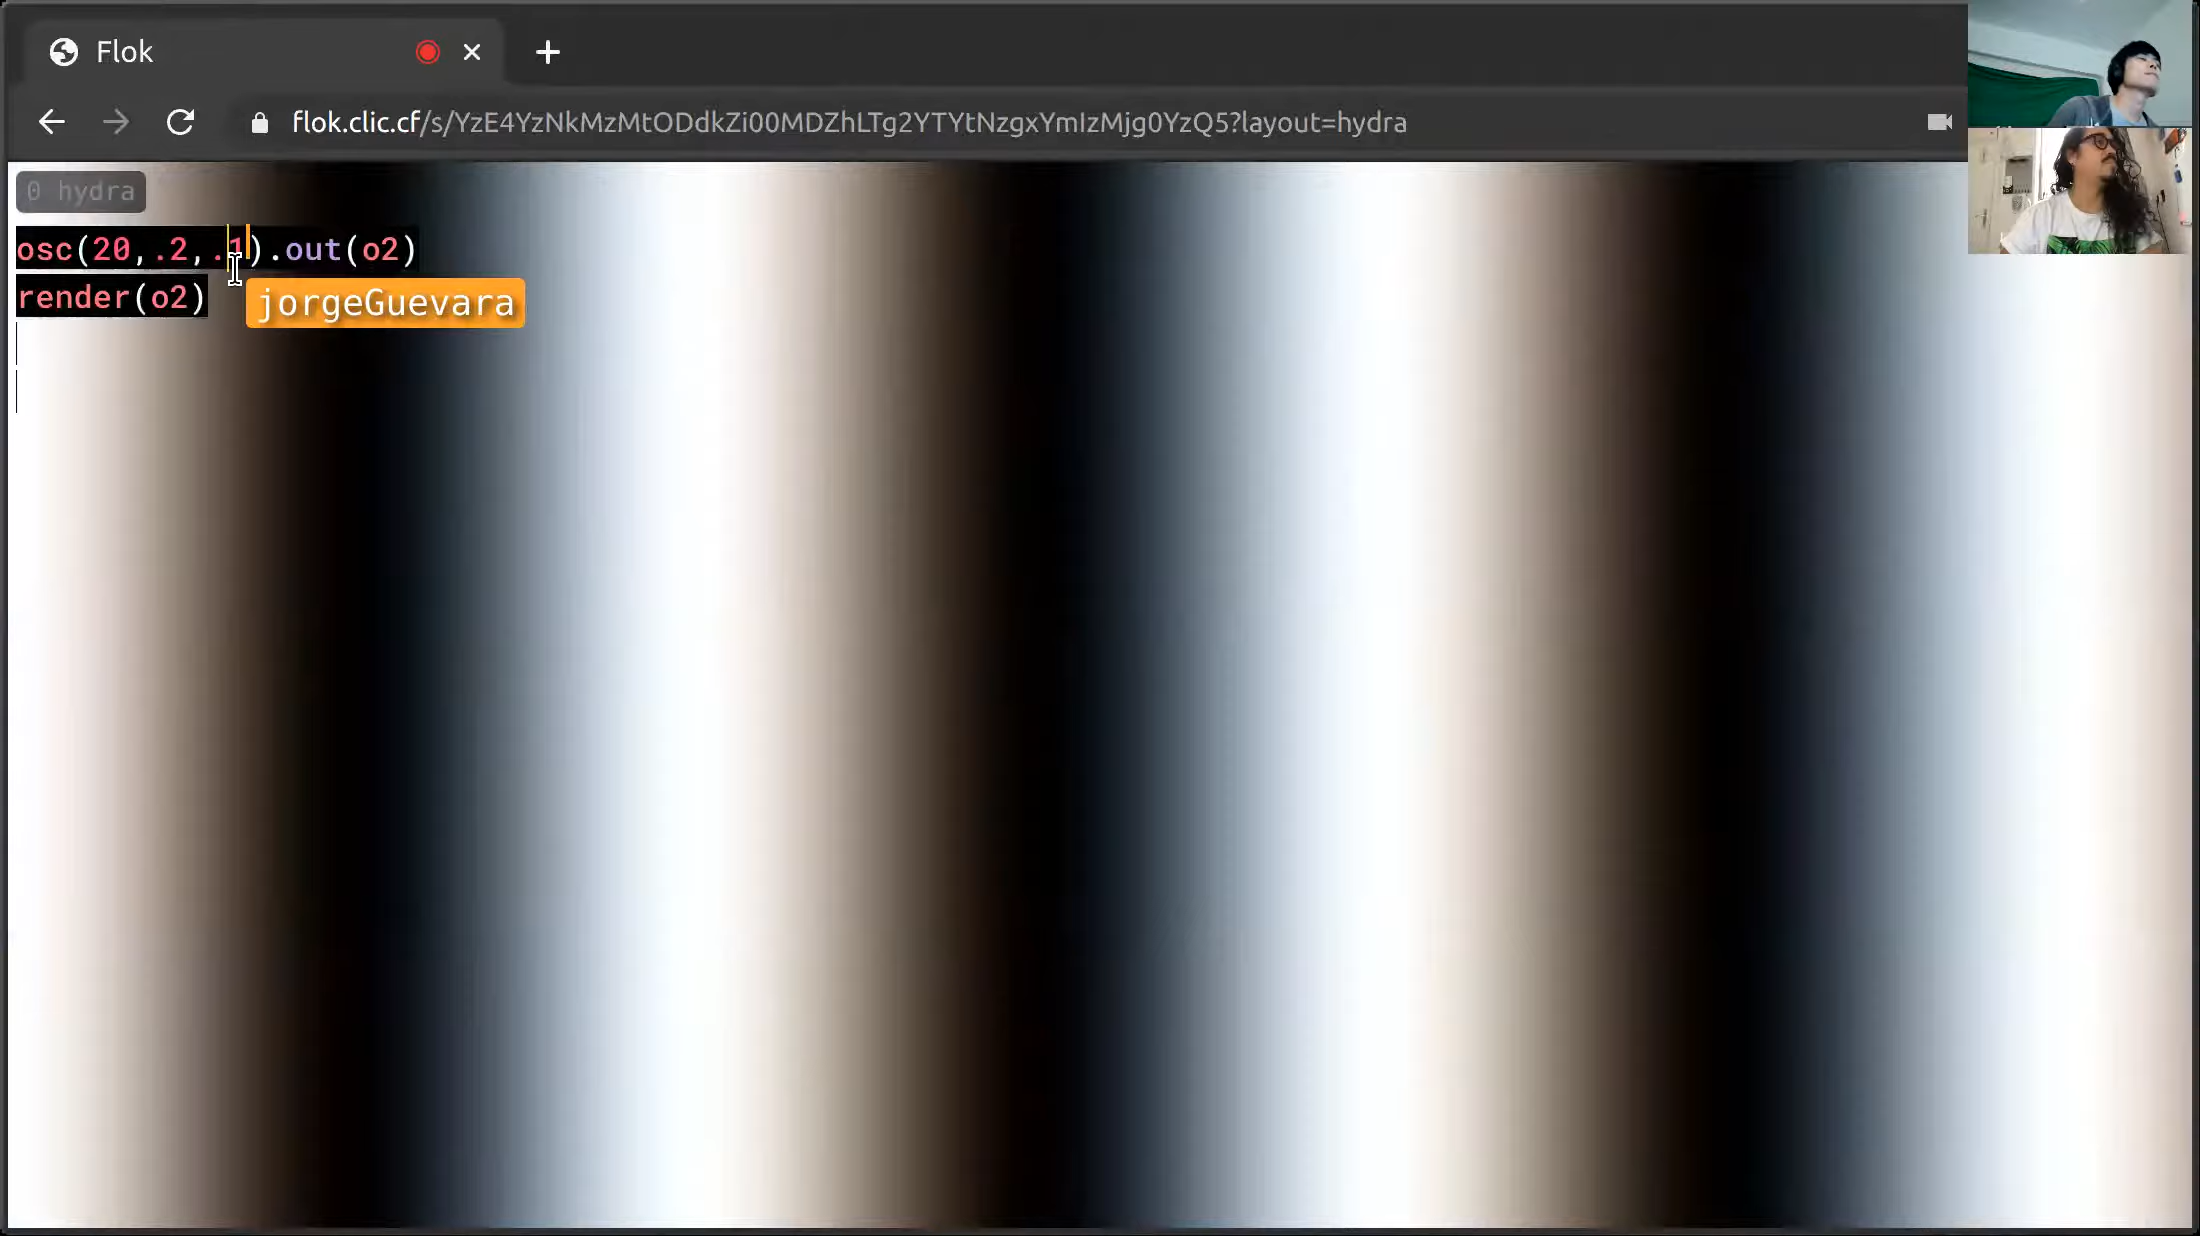 Flok
flok.clic.cf/s/YzE4YzNkMzMtODdkZi00MDZhLTg2YTYtNzgxYmIzMjg0YzQ5?layout=hydra
0 hydra
osc(20,.2,.1).out(o2)
render(o2)
jorgeGuevara